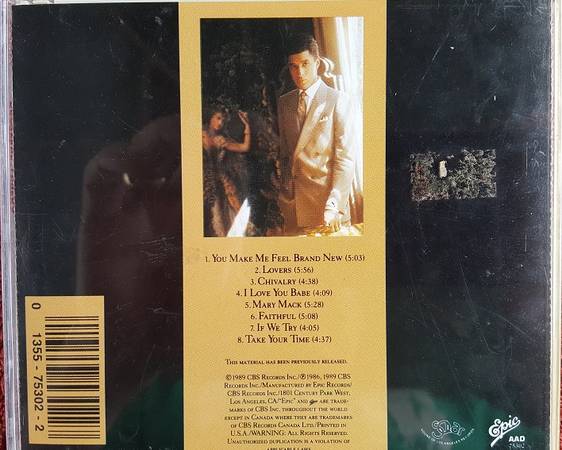 1. You Make Me Feel Brand New (5:03)
2. Lovers (5:56)
3. Chivalry (4:38)
4. I Love You Babe (4:09)
5. Mary Mack (5:28)
6. Faithful (5:08)
7. If We Try (4:05)
8. Take Your Time (4:37)
This material has been previously released.
©1989 CBS Records Inc./℗1986, 1989 CBS
Records Inc./Manufactured by Epic Records/
CBS Records Inc./1801 Century Park West,
Los Angeles, CA/"Epic" and Epic are trade-
marks of CBS Inc. throughout the world
except in Canada where they are trademarks
of CBS Records Canada Ltd./Printed in
U.S.A./WARNING: All Rights Reserved.
Unauthorized duplication is a violation of
applicable laws.
0 1355-75302-2
Epic
AAD
75302